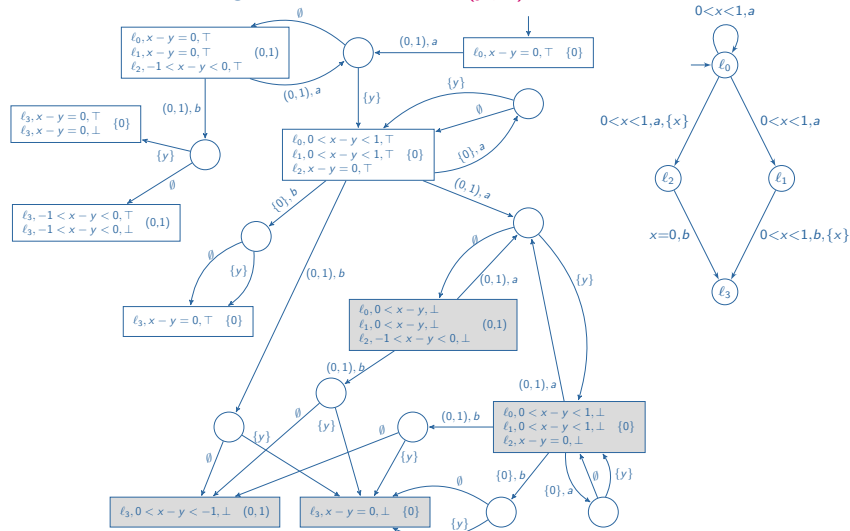 ∅
ℓ₀, x − y = 0, ⊤
ℓ₁, x − y = 0, ⊤ (0,1)
ℓ₂, −1 < x − y < 0, ⊤
(0,1), a
(0,1), a
ℓ₀, x − y = 0, ⊤ {0}
{y}
(0,1), b
ℓ₃, x − y = 0, ⊤
ℓ₃, x − y = 0, ⊥ {0}
{y}
∅
ℓ₃, −1 < x − y < 0, ⊤
ℓ₃, −1 < x − y < 0, ⊥ (0,1)
{y}
∅
{0}, a
ℓ₀, 0 < x − y < 1, ⊤
ℓ₁, 0 < x − y < 1, ⊤ {0}
ℓ₂, x − y = 0, ⊤
{0}, b
(0,1), a
∅
{y}
(0,1), b
ℓ₃, x − y = 0, ⊤ {0}
∅
(0,1), a
{y}
ℓ₀, 0 < x − y, ⊥
ℓ₁, 0 < x − y, ⊥ (0,1)
ℓ₂, −1 < x − y < 0, ⊥
(0,1), b
(0,1), a
ℓ₀, 0 < x − y < 1, ⊥
ℓ₁, 0 < x − y < 1, ⊥ {0}
ℓ₂, x − y = 0, ⊥
∅
{y}
(0,1), b
∅
{y}
∅
{y}
{0}, b
{0}, a
∅
{y}
∅
{y}
ℓ₃, 0 < x − y < −1, ⊥ (0,1)
ℓ₃, x − y = 0, ⊥ {0}
0<x<1, a
ℓ₀
0<x<1, a, {x}
0<x<1, a
ℓ₂
ℓ₁
x=0, b
0<x<1, b, {x}
ℓ₃